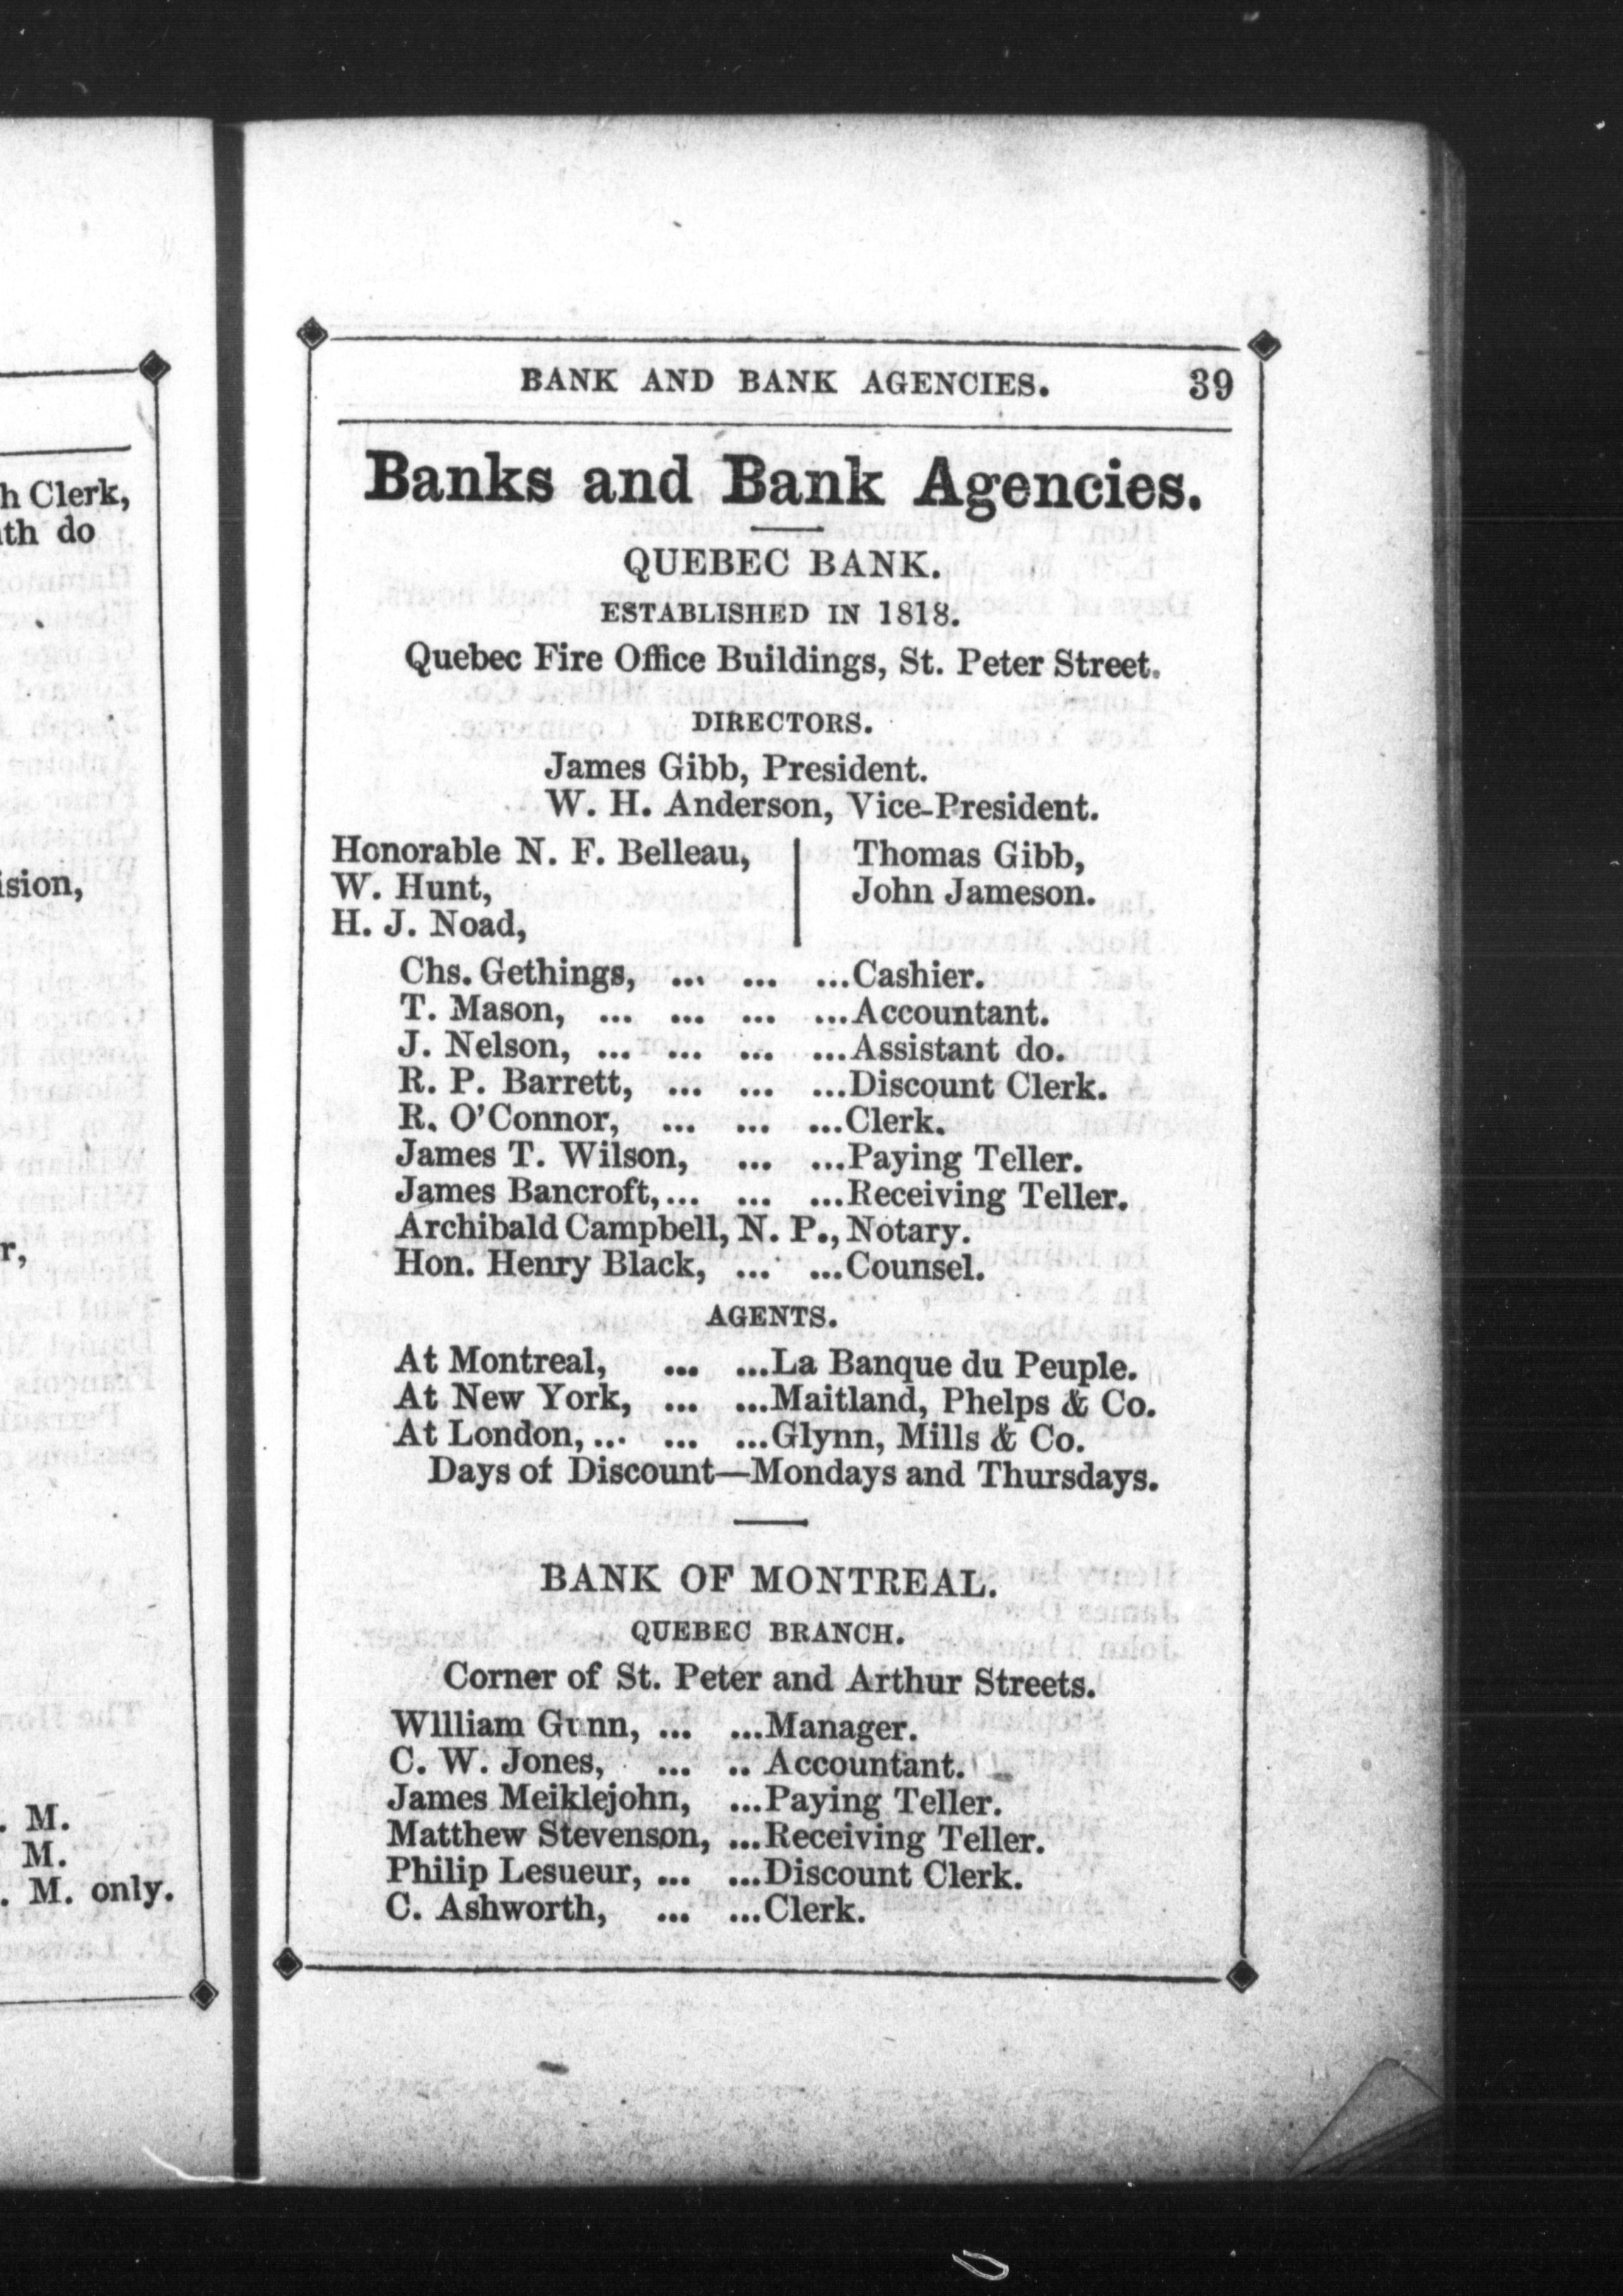 h Clerk,
th do
ision,
r,
. M.
M.
. M. only.
BANK AND BANK AGENCIES. 39
Banks and Bank Agencies.
QUEBEC BANK.
ESTABLISHED IN 1818.
Quebec Fire Office Buildings, St. Peter Street.
DIRECTORS.
James Gibb, President.
W. H. Anderson, Vice-President.
Honorable N. F. Belleau, | Thomas Gibb,
W. Hunt, | John Jameson.
H. J. Noad,
Chs. Gethings, ... ... ...Cashier.
T. Mason, ... ... ... ...Accountant.
J. Nelson, ... ... ... ...Assistant do.
R. P. Barrett, ... ... ...Discount Clerk.
R. O'Connor, ... ... ...Clerk.
James T. Wilson, ... ...Paying Teller.
James Bancroft,... ... ...Receiving Teller.
Archibald Campbell, N. P., Notary.
Hon. Henry Black, ... ...Counsel.
AGENTS.
At Montreal, ... ...La Banque du Peuple.
At New York, ... ...Maitland, Phelps & Co.
At London, ... ... ...Glynn, Mills & Co.
Days of Discount—Mondays and Thursdays.
BANK OF MONTREAL.
QUEBEC BRANCH.
Corner of St. Peter and Arthur Streets.
Wllliam Gunn, ... ...Manager.
C. W. Jones, ... .. Accountant.
James Meiklejohn, ...Paying Teller.
Matthew Stevenson, ...Receiving Teller.
Philip Lesueur, ... ...Discount Clerk.
C. Ashworth, ... ...Clerk.